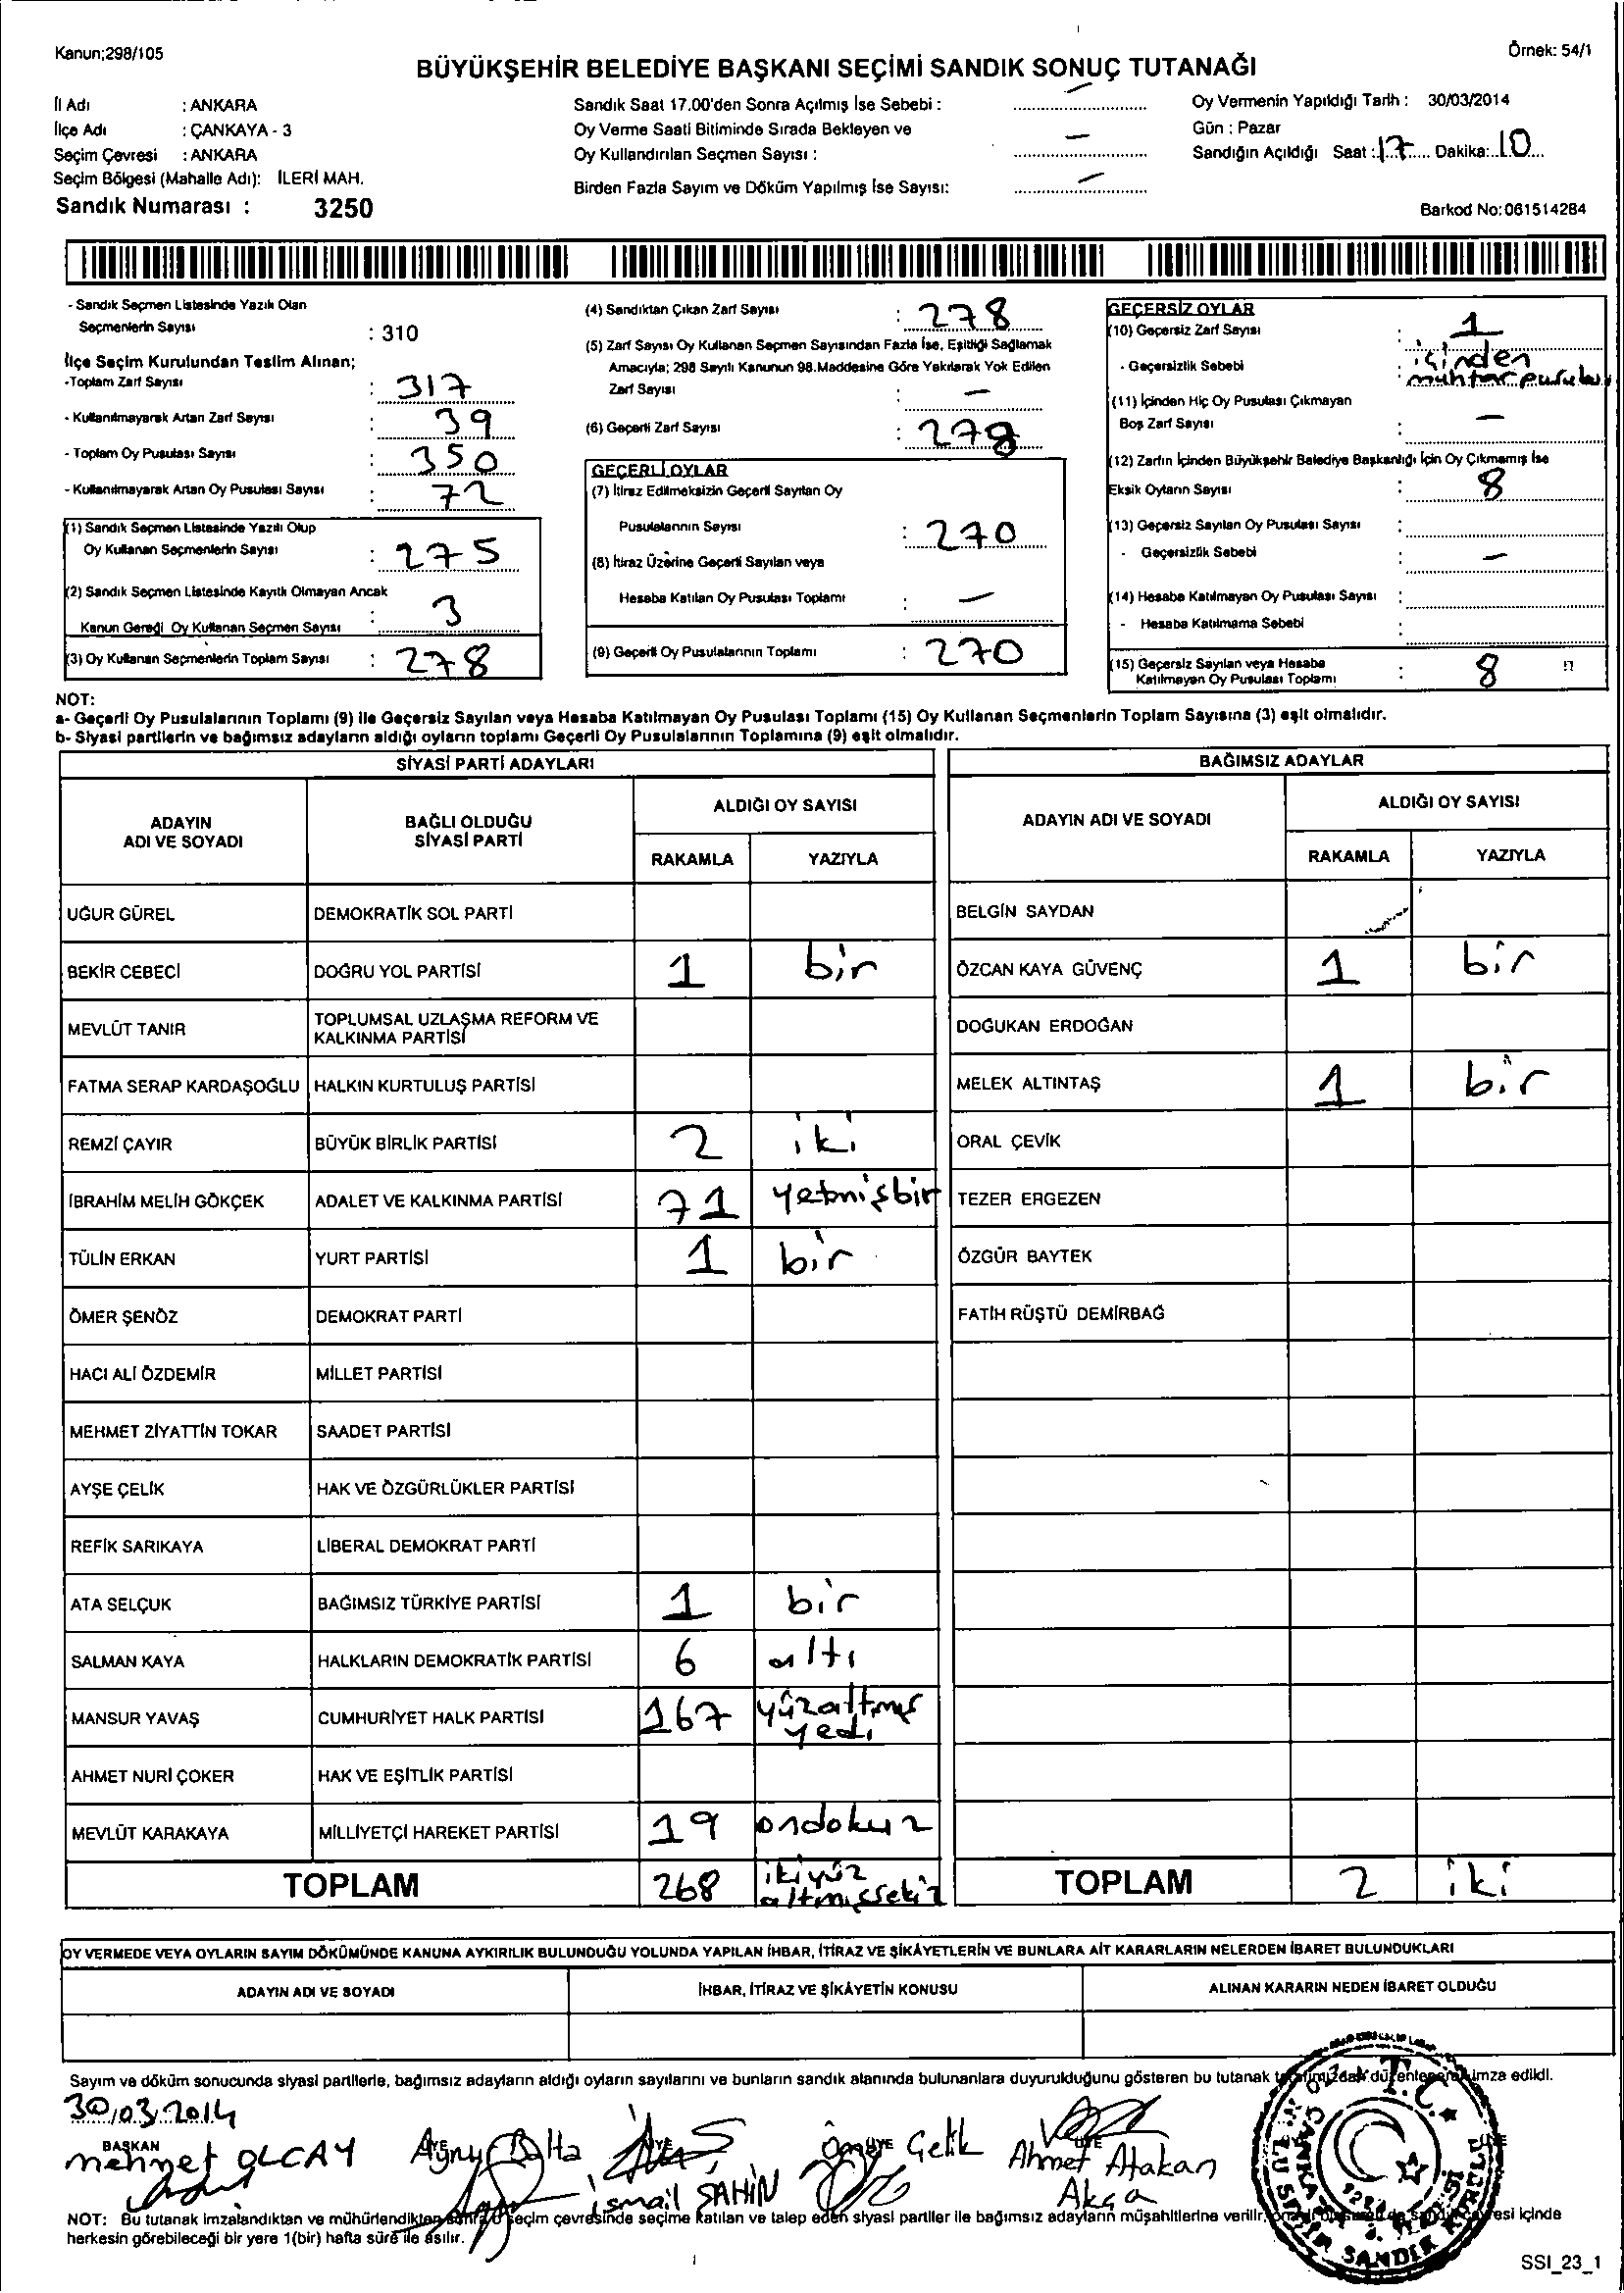 Kanun;298/105
Örnek: 54/1
BÜYÜKŞEHİR BELEDİYE BAŞKANI SEÇİMİ SANDIK SONUÇ TUTANAĞI
İl Adı : ANKARA
İlçe Adı : ÇANKAYA - 3
Seçim Çevresi : ANKARA
Seçim Bölgesi (Mahalle Adı): İLERİ MAH.
Sandık Numarası : 3250
Sandık Saat 17.00'den Sonra Açılmış İse Sebebi : —
Oy Verme Saati Bitiminde Sırada Bekleyen ve
Oy Kullandırılan Seçmen Sayısı : —
Birden Fazla Sayım ve Döküm Yapılmış İse Sayısı: —
Oy Vermenin Yapıldığı Tarih : 30/03/2014
Gün : Pazar
Sandığın Açıldığı Saat : 17 Dakika: 10
Barkod No:061514284
- Sandık Seçmen Listesinde Yazılı Olan
Seçmenlerin Sayısı : 310
İlçe Seçim Kurulundan Teslim Alınan;
-Toplam Zarf Sayısı : 317
- Kullanılmayarak Artan Zarf Sayısı : 39
- Toplam Oy Pusulası Sayısı : 350
- Kullanılmayarak Artan Oy Pusulası Sayısı : 72
(1) Sandık Seçmen Listesinde Yazılı Olup
Oy Kullanan Seçmenlerin Sayısı : 275
(2) Sandık Seçmen Listesinde Kayıtlı Olmayan Ancak
Kanun Gereği Oy Kullanan Seçmen Sayısı : 3
(3) Oy Kullanan Seçmenlerin Toplam Sayısı : 278
(4) Sandıktan Çıkan Zarf Sayısı : 278
(5) Zarf Sayısı Oy Kullanan Seçmen Sayısından Fazla İse, Eşitliği Sağlamak
Amacıyla; 298 Sayılı Kanunun 98.Maddesine Göre Yakılarak Yok Edilen
Zarf Sayısı : —
(6) Geçerli Zarf Sayısı : 278
GEÇERLİ OYLAR
(7) İtiraz Edilmeksizin Geçerli Sayılan Oy
Pusulalarının Sayısı : 270
(8) İtiraz Üzerine Geçerli Sayılan veya
Hesaba Katılan Oy Pusulası Toplamı : —
(9) Geçerli Oy Pusulalarının Toplamı : 270
GEÇERSİZ OYLAR
(10) Geçersiz Zarf Sayısı : 1
- Geçersizlik Sebebi : içinden
muhtar pusulası
(11) İçinden Hiç Oy Pusulası Çıkmayan
Boş Zarf Sayısı : —
(12) Zarfın İçinden Büyükşehir Belediye Başkanlığı İçin Oy Çıkmamış İse
Eksik Oyların Sayısı : 8
(13) Geçersiz Sayılan Oy Pusulası Sayısı :
- Geçersizlik Sebebi : —
(14) Hesaba Katılmayan Oy Pusulası Sayısı :
- Hesaba Katılmama Sebebi :
(15) Geçersiz Sayılan veya Hesaba
Katılmayan Oy Pusulası Toplamı : 8
NOT:
a- Geçerli Oy Pusulalarının Toplamı (9) ile Geçersiz Sayılan veya Hesaba Katılmayan Oy Pusulası Toplamı (15) Oy Kullanan Seçmenlerin Toplam Sayısına (3) eşit olmalıdır.
b- Siyasi partilerin ve bağımsız adayların aldığı oyların toplamı Geçerli Oy Pusulalarının Toplamına (9) eşit olmalıdır.
SİYASİ PARTİ ADAYLARI
ADAYIN
ADI VE SOYADI
BAĞLI OLDUĞU
SİYASİ PARTİ
ALDIĞI OY SAYISI
RAKAMLA YAZIYLA
UĞUR GÜREL DEMOKRATİK SOL PARTİ
BEKİR CEBECİ DOĞRU YOL PARTİSİ 1 bir
MEVLÜT TANIR TOPLUMSAL UZLAŞMA REFORM VE
KALKINMA PARTİSİ
FATMA SERAP KARDAŞOĞLU HALKIN KURTULUŞ PARTİSİ
REMZİ ÇAYIR BÜYÜK BİRLİK PARTİSİ 2 iki
İBRAHİM MELİH GÖKÇEK ADALET VE KALKINMA PARTİSİ 71 yetmişbir
TÜLİN ERKAN YURT PARTİSİ 1 bir
ÖMER ŞENÖZ DEMOKRAT PARTİ
HACI ALİ ÖZDEMİR MİLLET PARTİSİ
MEHMET ZİYATTİN TOKAR SAADET PARTİSİ
AYŞE ÇELİK HAK VE ÖZGÜRLÜKLER PARTİSİ
REFİK SARIKAYA LİBERAL DEMOKRAT PARTİ
ATA SELÇUK BAĞIMSIZ TÜRKİYE PARTİSİ 1 bir
SALMAN KAYA HALKLARIN DEMOKRATİK PARTİSİ 6 altı
MANSUR YAVAŞ CUMHURİYET HALK PARTİSİ 167 yüzaltmış
yedi
AHMET NURİ ÇOKER HAK VE EŞİTLİK PARTİSİ
MEVLÜT KARAKAYA MİLLİYETÇİ HAREKET PARTİSİ 19 ondokuz
TOPLAM 268 ikiyüz
altmışsekiz
BAĞIMSIZ ADAYLAR
ADAYIN ADI VE SOYADI
ALDIĞI OY SAYISI
RAKAMLA YAZIYLA
BELGİN SAYDAN
ÖZCAN KAYA GÜVENÇ 1 bir
DOĞUKAN ERDOĞAN
MELEK ALTINTAŞ 1 bir
ORAL ÇEVİK
TEZER ERGEZEN
ÖZGÜR BAYTEK
FATİH RÜŞTÜ DEMİRBAĞ
TOPLAM 2 iki
OY VERMEDE VEYA OYLARIN SAYIM DÖKÜMÜNDE KANUNA AYKIRILIK BULUNDUĞU YOLUNDA YAPILAN İHBAR, İTİRAZ VE ŞİKÂYETLERİN VE BUNLARA AİT KARARLARIN NELERDEN İBARET BULUNDUKLARI
ADAYIN ADI VE SOYADI İHBAR, İTİRAZ VE ŞİKÂYETİN KONUSU ALINAN KARARIN NEDEN İBARET OLDUĞU
Sayım ve döküm sonucunda siyasi partilerle, bağımsız adayların aldığı oyların sayılarını ve bunların sandık alanında bulunanlara duyurulduğunu gösteren bu tutanak tarafımızdan düzenlenerek imza edildi.
30/03/2014
BAŞKAN ÜYE ÜYE ÜYE ÜYE ÜYE
mehmet OLCAY Balta Ömer Çelik Ahmet Atakan
ismail ŞAHİN Akça
T.C.
NOT: Bu tutanak imzalandıktan ve mühürlendikten sonra o seçim çevresinde seçime katılan ve talep eden siyasi partiler ile bağımsız adayların müşahitlerine verilir, içinde
herkesin görebileceği bir yere 1(bir) hafta süre ile asılır.
SSI_23_1